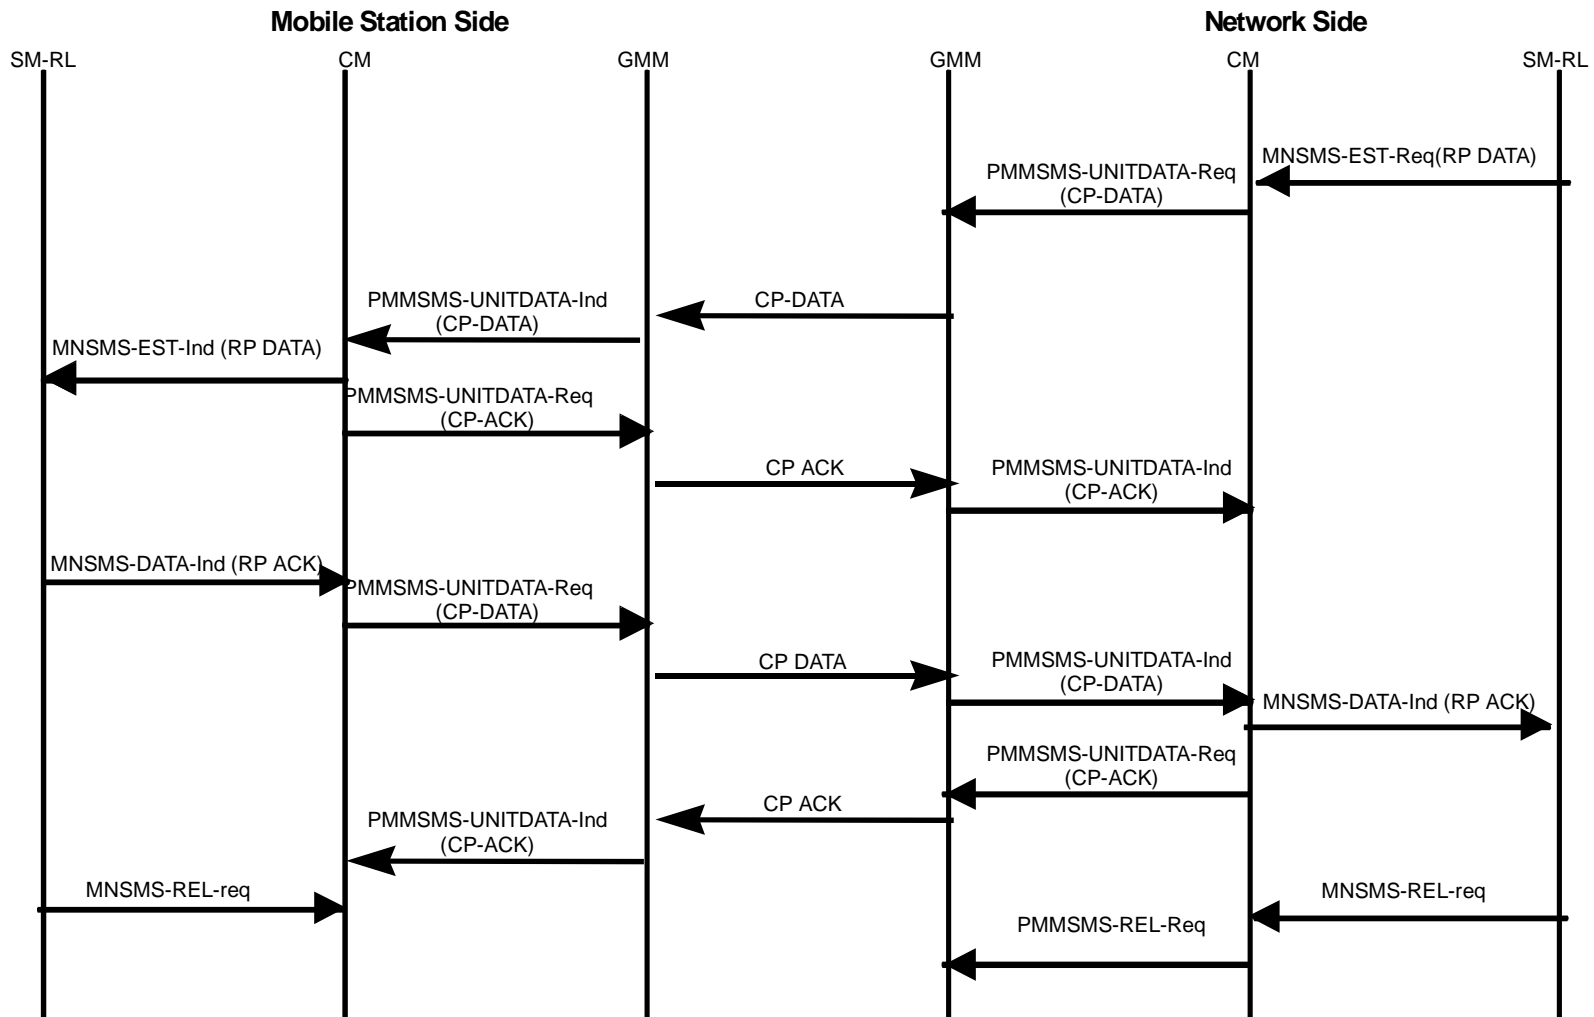 Mobile Station Side
Network Side
SM-RL
CM
GMM
GMM
CM
SM-RL
MNSMS-EST-Req(RP DATA)
PMMSMS-UNITDATA-Req
(CP-DATA)
CP-DATA
PMMSMS-UNITDATA-Ind
(CP-DATA)
MNSMS-EST-Ind (RP DATA)
PMMSMS-UNITDATA-Req
(CP-ACK)
CP ACK
PMMSMS-UNITDATA-Ind
(CP-ACK)
MNSMS-DATA-Ind (RP ACK)
PMMSMS-UNITDATA-Req
(CP-DATA)
CP DATA
PMMSMS-UNITDATA-Ind
(CP-DATA)
MNSMS-DATA-Ind (RP ACK)
PMMSMS-UNITDATA-Req
(CP-ACK)
CP ACK
PMMSMS-UNITDATA-Ind
(CP-ACK)
MNSMS-REL-req
MNSMS-REL-req
PMMSMS-REL-Req